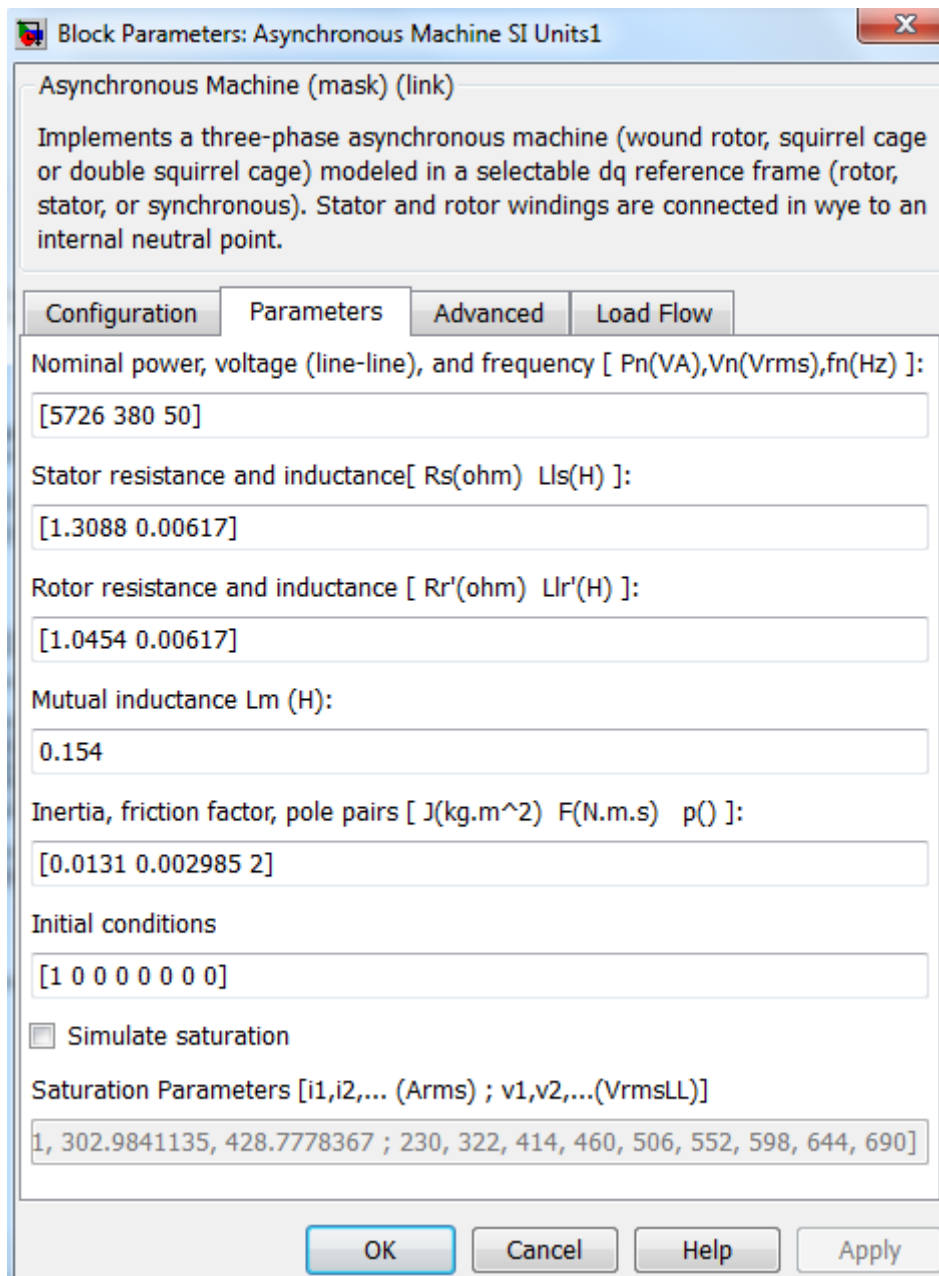 Block Parameters: Asynchronous Machine SI Units1
Asynchronous Machine (mask) (link)
Implements a three-phase asynchronous machine (wound rotor, squirrel cage
or double squirrel cage) modeled in a selectable dq reference frame (rotor,
stator, or synchronous). Stator and rotor windings are connected in wye to an
internal neutral point.
Configuration Parameters Advanced Load Flow
Nominal power, voltage (line-line), and frequency [ Pn(VA),Vn(Vrms),fn(Hz) ]:
[5726 380 50]
Stator resistance and inductance[ Rs(ohm) Lls(H) ]:
[1.3088 0.00617]
Rotor resistance and inductance [ Rr'(ohm) Llr'(H) ]:
[1.0454 0.00617]
Mutual inductance Lm (H):
0.154
Inertia, friction factor, pole pairs [ J(kg.m^2) F(N.m.s) p() ]:
[0.0131 0.002985 2]
Initial conditions
[1 0 0 0 0 0 0 0]
Simulate saturation
Saturation Parameters [i1,i2,... (Arms) ; v1,v2,...(VrmsLL)]
1, 302.9841135, 428.7778367 ; 230, 322, 414, 460, 506, 552, 598, 644, 690]
OK Cancel Help Apply